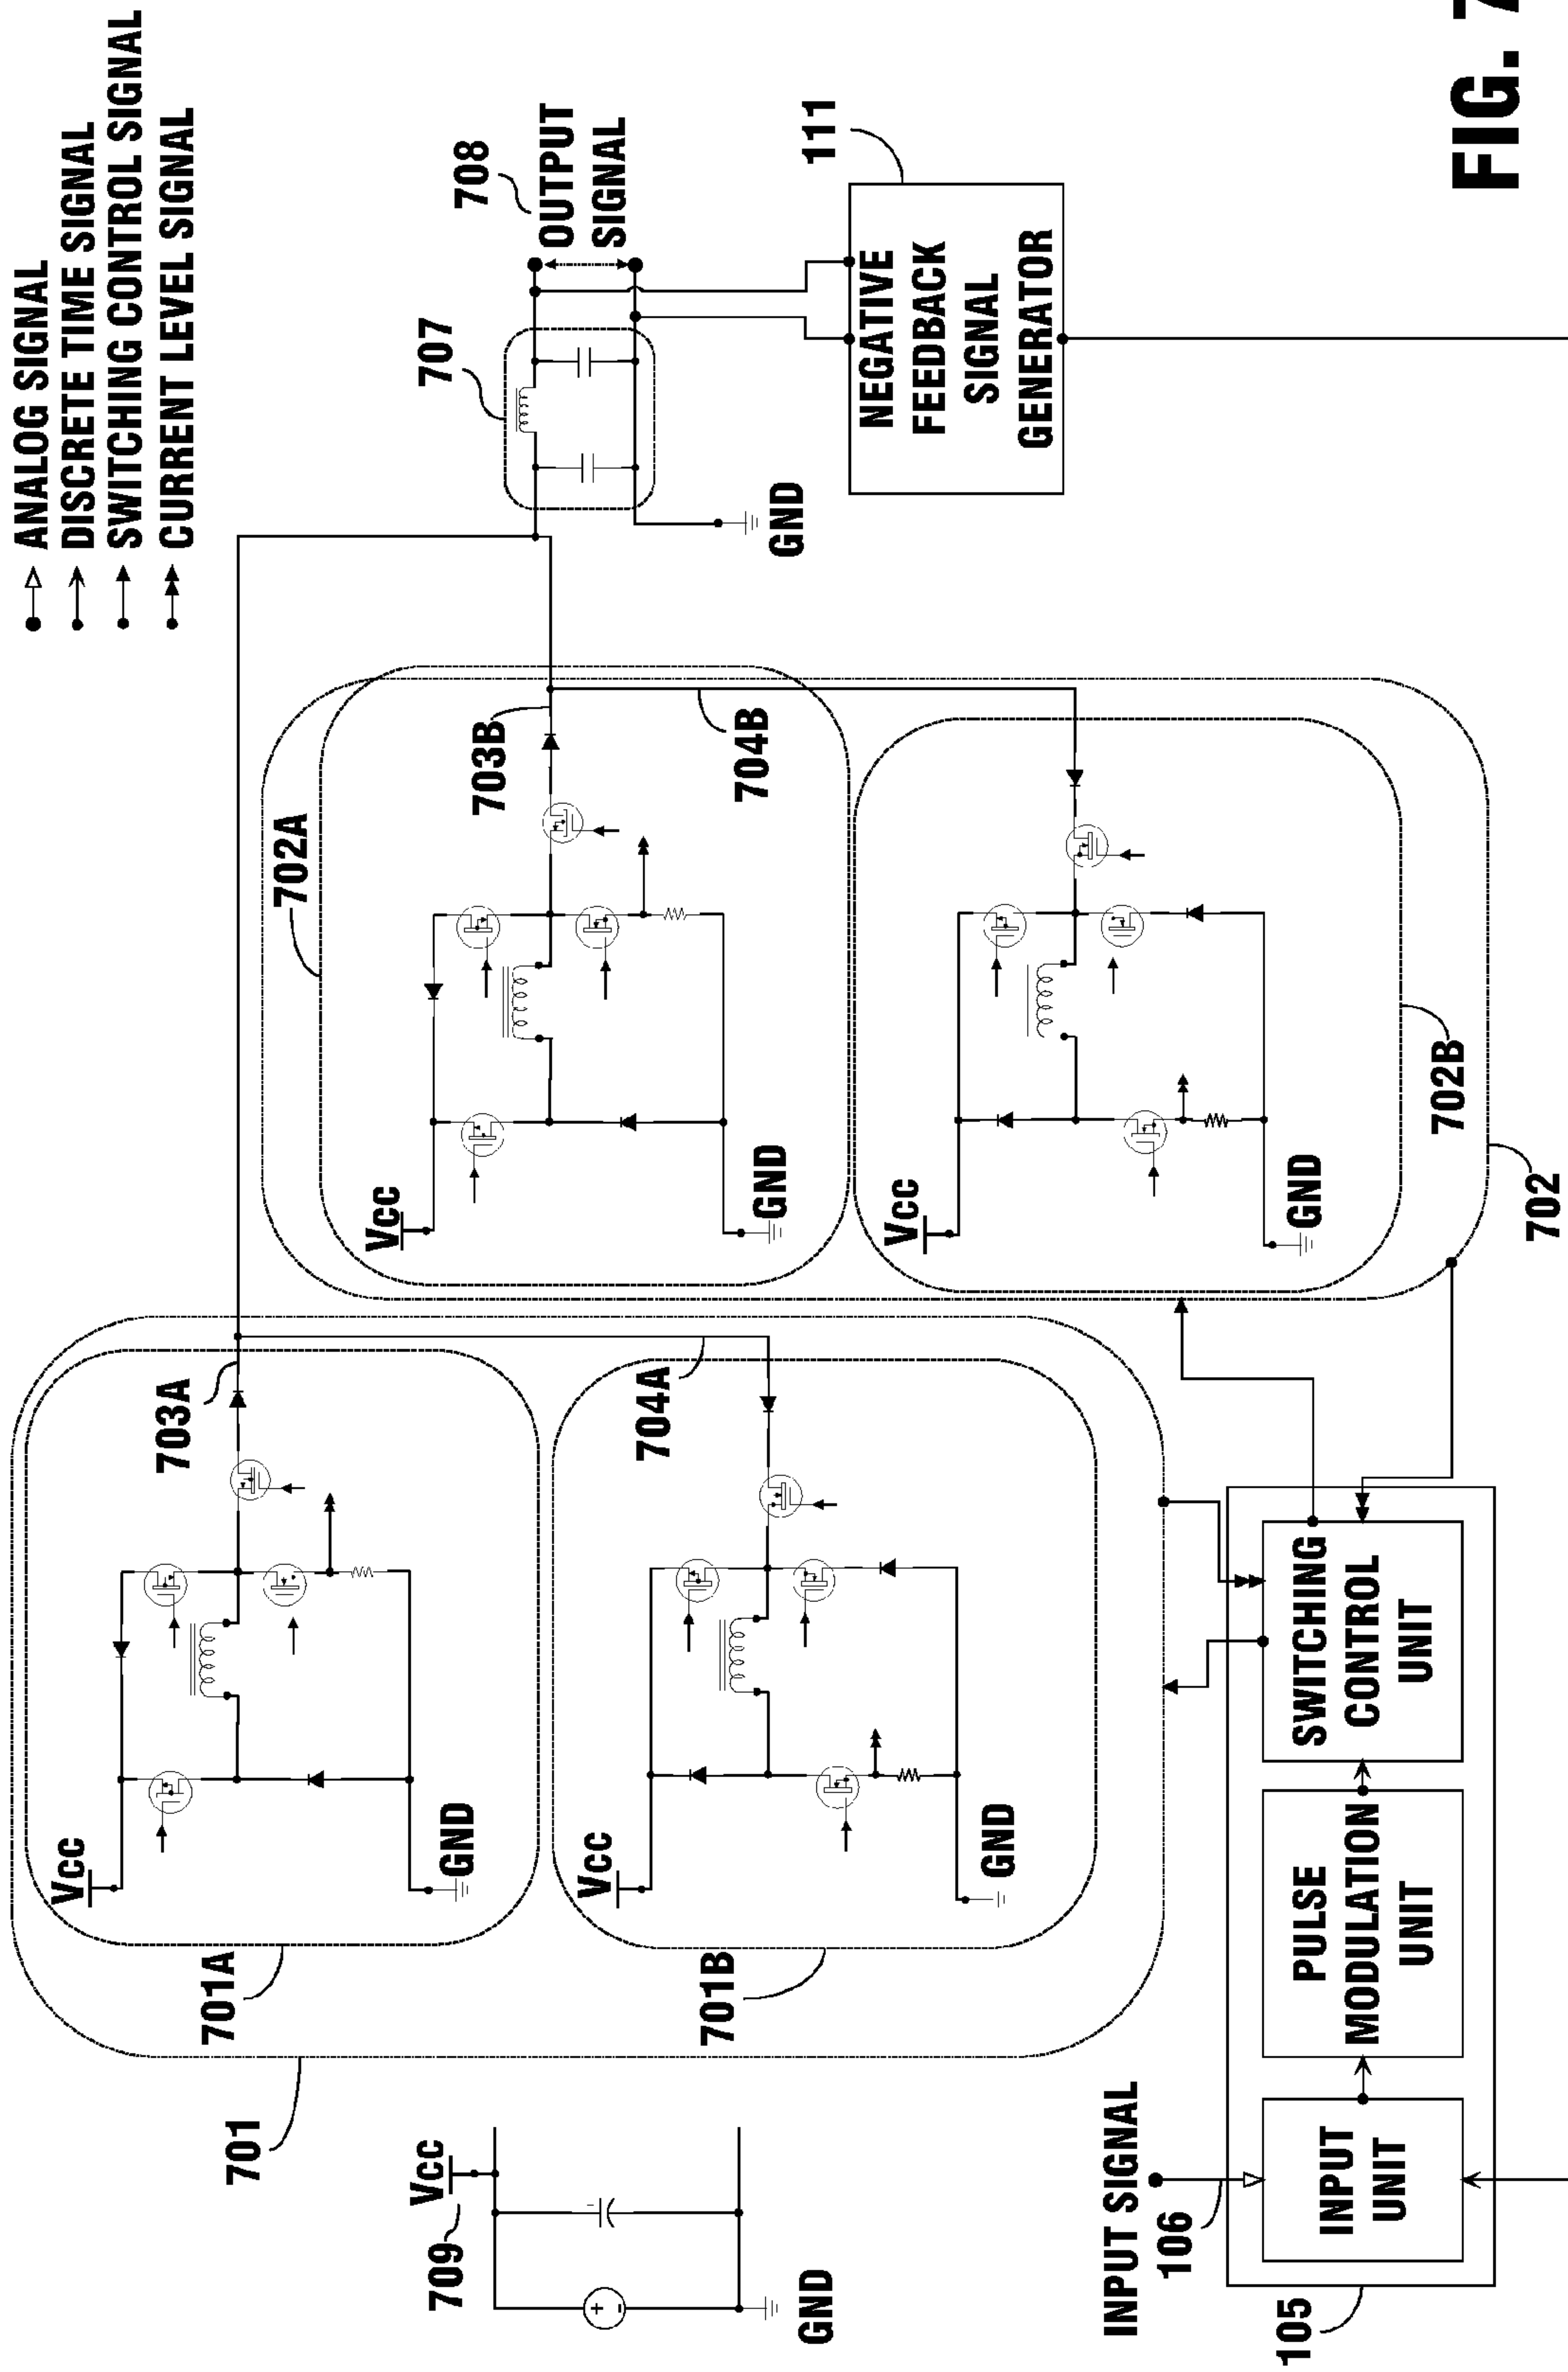 ANALOG SIGNAL
DISCRETE TIME SIGNAL
SWITCHING CONTROL SIGNAL
CURRENT LEVEL SIGNAL
701
701A
Vcc
GND
703A
701B
Vcc
GND
704A
702A
Vcc
GND
703B
704B
Vcc
GND
702B
702
707
708
OUTPUT
SIGNAL
GND
111
NEGATIVE
FEEDBACK
SIGNAL
GENERATOR
709
Vcc
GND
INPUT SIGNAL
106
105
INPUT
UNIT
PULSE
MODULATION
UNIT
SWITCHING
CONTROL
UNIT
FIG. 7